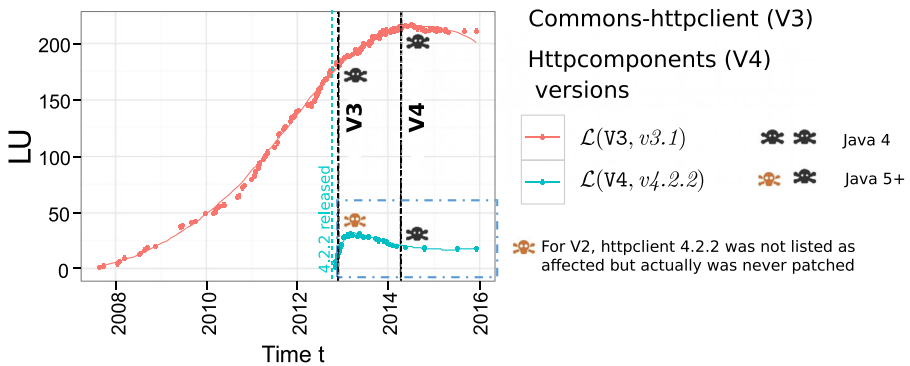 Commons-httpclient (V3)
Httpcomponents (V4)
versions
ℒ(V3, v3.1)
Java 4
ℒ(V4, v4.2.2)
Java 5+
For V2, httpclient 4.2.2 was not listed as
affected but actually was never patched
LU
200
150
100
50
0
4.2.2 released
V3
V4
2008
2010
2012
2014
2016
Time t